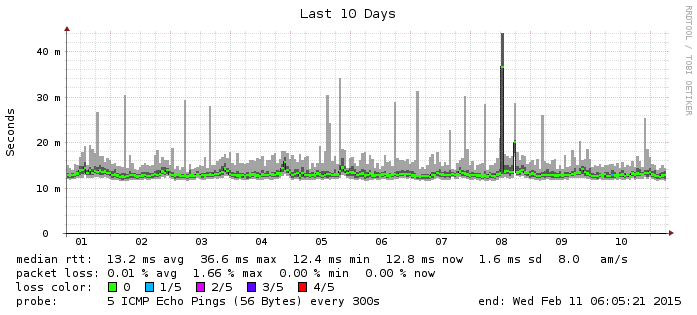 Last 10 Days
RRDTOOL / TOBI OETIKER
Seconds
40 m
30 m
20 m
10 m
0
01 02 03 04 05 06 07 08 09 10
median rtt: 13.2 ms avg 36.6 ms max 12.4 ms min 12.8 ms now 1.6 ms sd 8.0 am/s
packet loss: 0.01 % avg 1.66 % max 0.00 % min 0.00 % now
loss color: 0 1/5 2/5 3/5 4/5
probe: 5 ICMP Echo Pings (56 Bytes) every 300s end: Wed Feb 11 06:05:21 2015